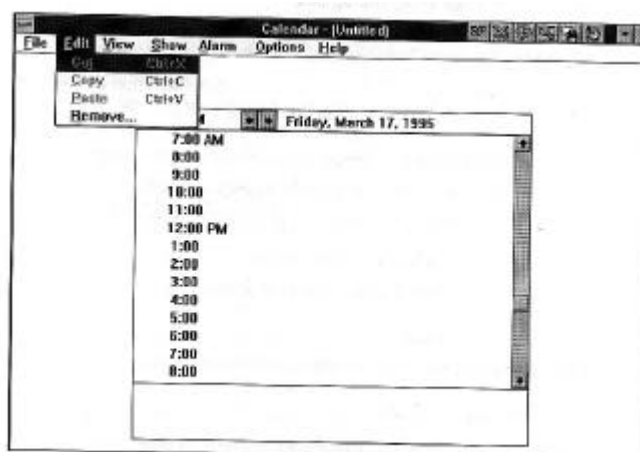 Calendar - (Untitled)
File Edit View Show Alarm Options Help
Cut Ctrl+X
Copy Ctrl+C
Paste Ctrl+V
Remove...
Friday, March 17, 1995
7:00 AM
8:00
9:00
10:00
11:00
12:00 PM
1:00
2:00
3:00
4:00
5:00
6:00
7:00
8:00